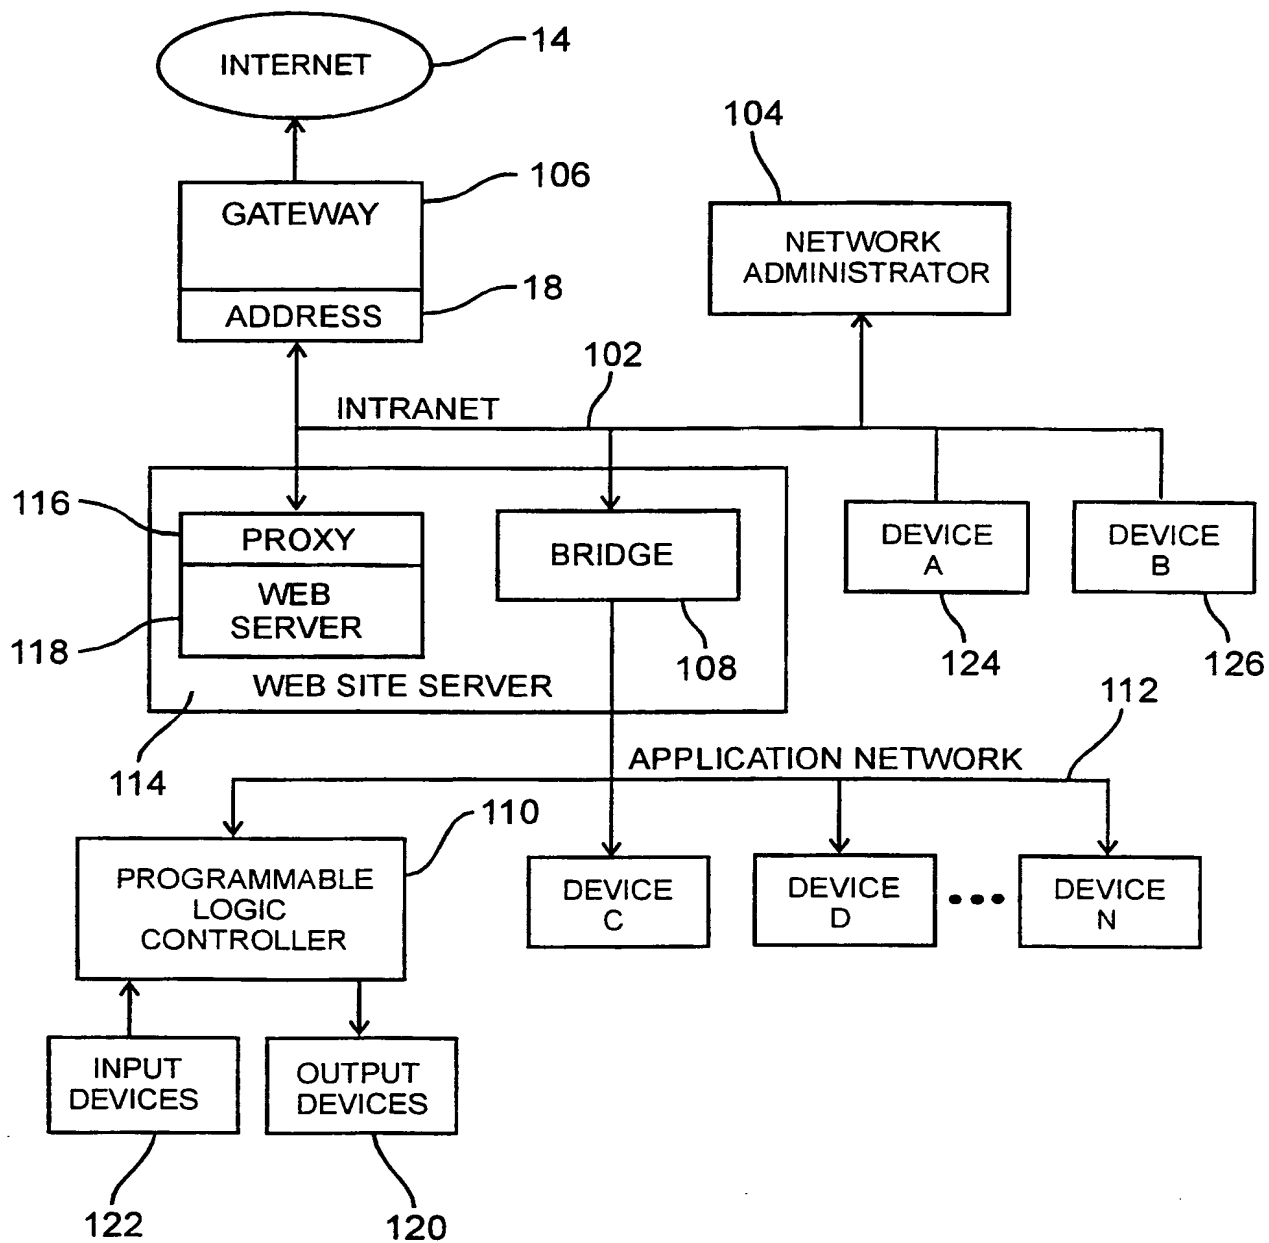 14
INTERNET
104
106
GATEWAY
NETWORK
ADMINISTRATOR
18
ADDRESS
102
INTRANET
116
PROXY
BRIDGE
DEVICE
A
DEVICE
B
WEB
SERVER
118
108
124
126
WEB SITE SERVER
112
APPLICATION NETWORK
114
110
PROGRAMMABLE
LOGIC
CONTROLLER
DEVICE
C
DEVICE
D
DEVICE
N
INPUT
DEVICES
OUTPUT
DEVICES
122
120